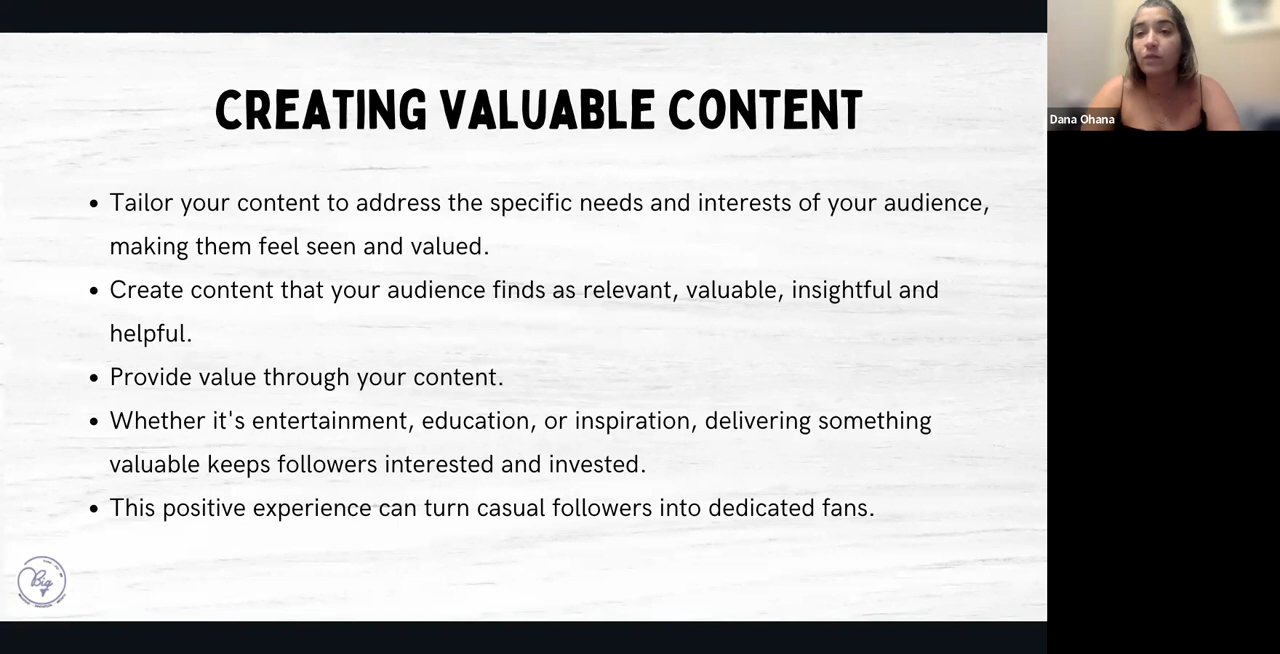 CREATING VALUABLE CONTENT
• Tailor your content to address the specific needs and interests of your audience,
making them feel seen and valued.
• Create content that your audience finds as relevant, valuable, insightful and
helpful.
• Provide value through your content.
• Whether it's entertainment, education, or inspiration, delivering something
valuable keeps followers interested and invested.
• This positive experience can turn casual followers into dedicated fans.
Big
Dana Ohana